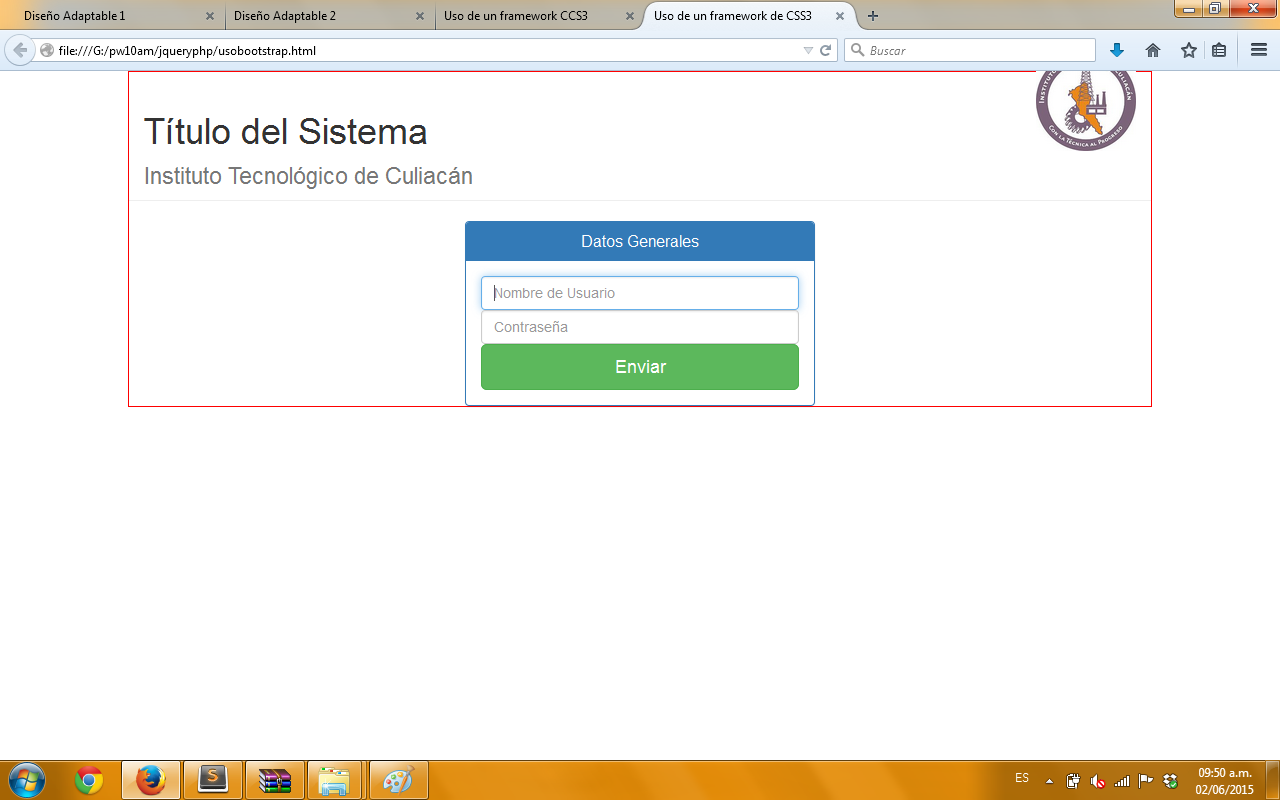 Diseño Adaptable 1
Diseño Adaptable 2
Uso de un framework CCS3
Uso de un framework de CSS3
file:///G:/pw10am/jqueryphp/usobootstrap.html
Buscar
CON LA TÉCNICA AL PROGRESO
Título del Sistema
Instituto Tecnológico de Culiacán
Datos Generales
Nombre de Usuario
Contraseña
Enviar
ES
09:50 a.m.
02/06/2015